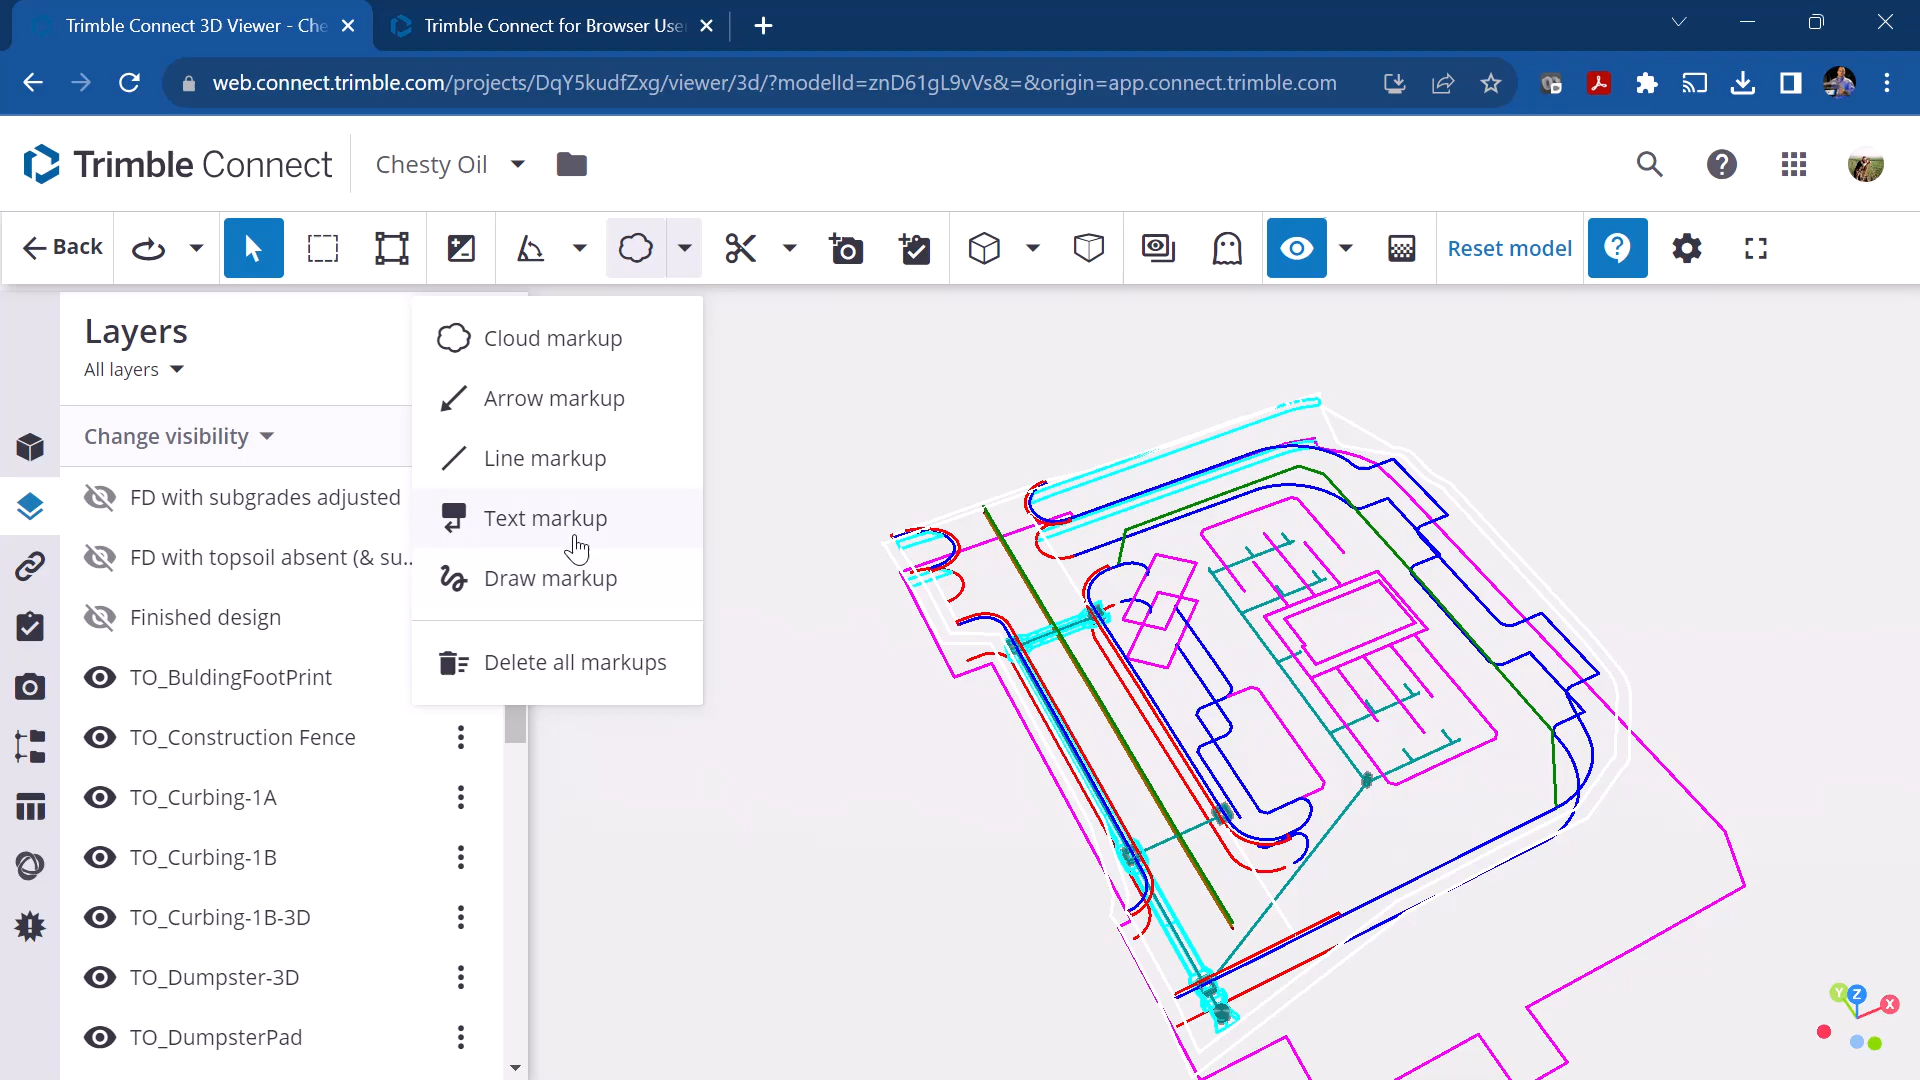 Trimble Connect 3D Viewer - Che
Trimble Connect for Browser Use
web.connect.trimble.com/projects/DqY5kudfZxg/viewer/3d/?modelId=znD61gL9vVs&=&origin=app.connect.trimble.com
Trimble Connect
Chesty Oil
Back
Reset model
Layers
All layers
Change visibility
FD with subgrades adjusted
FD with topsoil absent (& su...
Finished design
TO_BuldingFootPrint
TO_Construction Fence
TO_Curbing-1A
TO_Curbing-1B
TO_Curbing-1B-3D
TO_Dumpster-3D
TO_DumpsterPad
Cloud markup
Arrow markup
Line markup
Text markup
Draw markup
Delete all markups
Y
Z
X